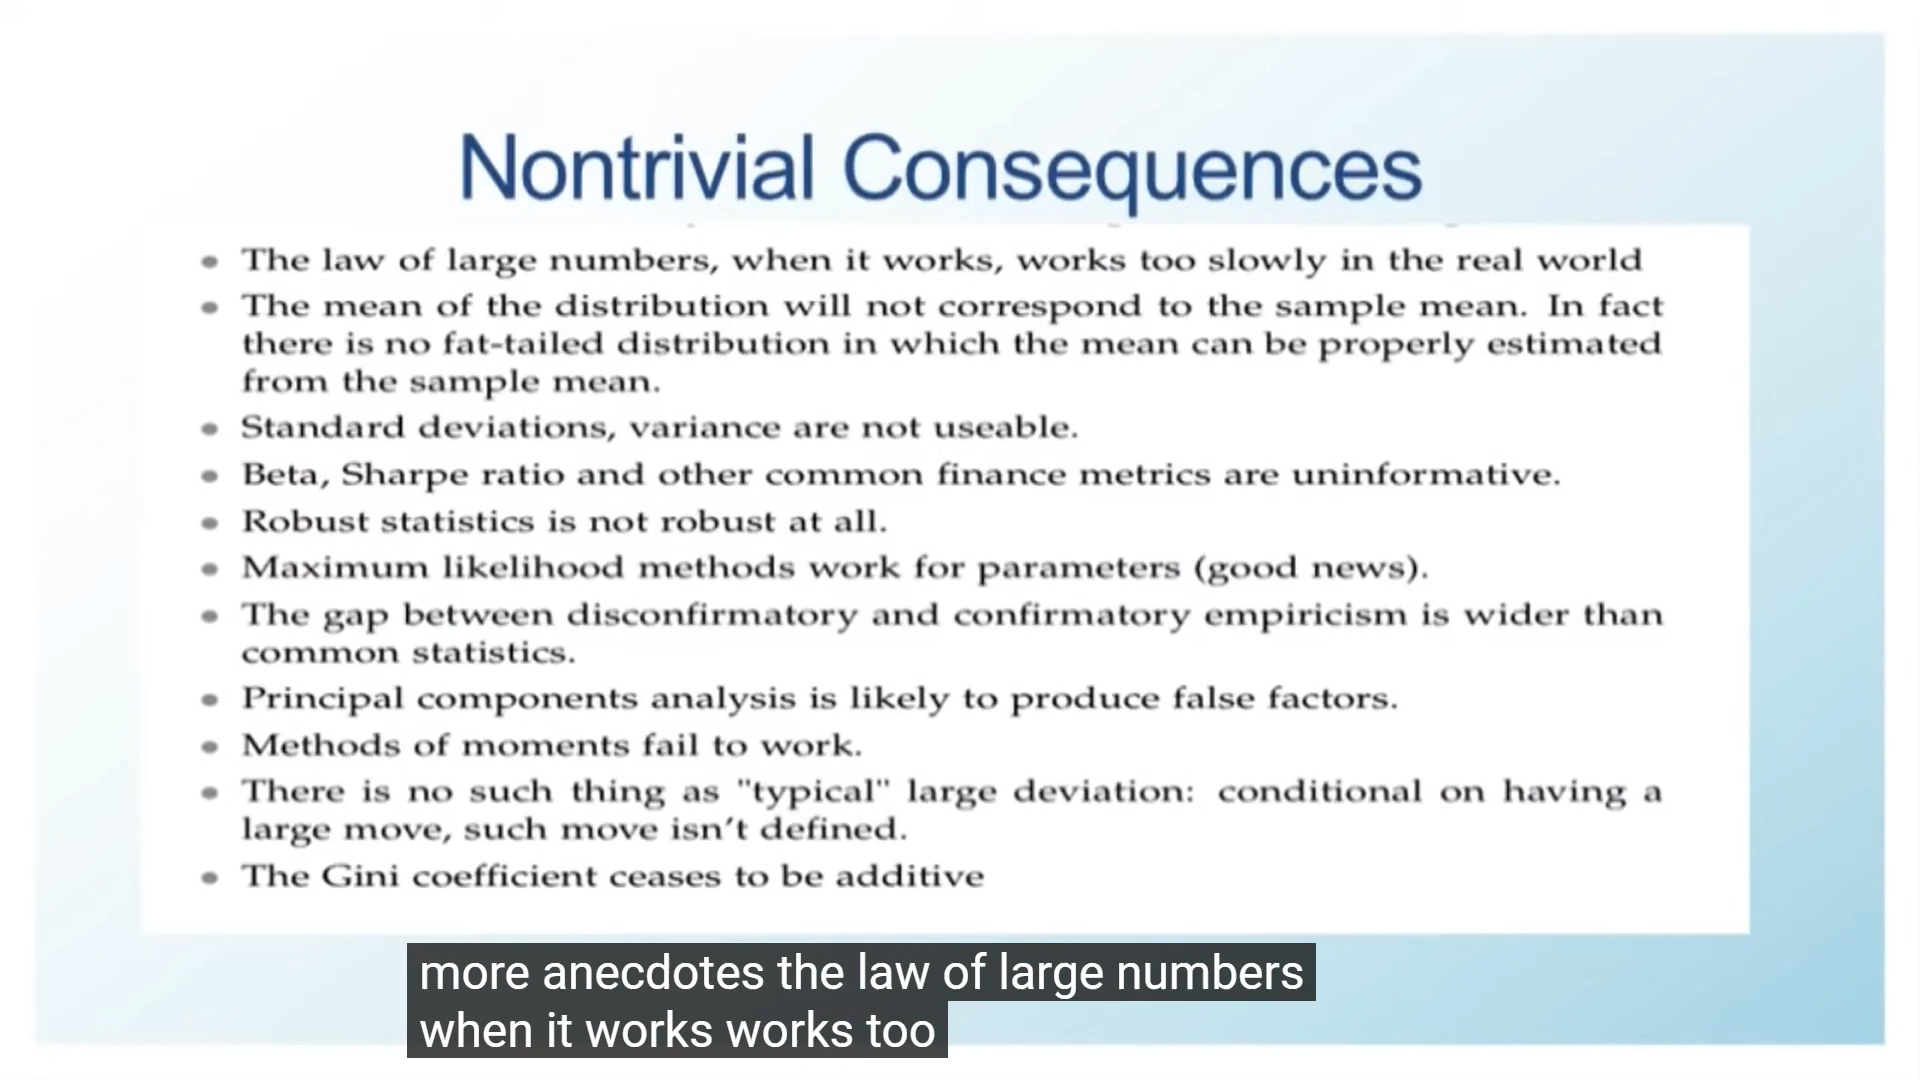 Nontrivial Consequences
• The law of large numbers, when it works, works too slowly in the real world
• The mean of the distribution will not correspond to the sample mean. In fact
there is no fat-tailed distribution in which the mean can be properly estimated
from the sample mean.
• Standard deviations, variance are not useable.
• Beta, Sharpe ratio and other common finance metrics are uninformative.
• Robust statistics is not robust at all.
• Maximum likelihood methods work for parameters (good news).
• The gap between disconfirmatory and confirmatory empiricism is wider than
common statistics.
• Principal components analysis is likely to produce false factors.
• Methods of moments fail to work.
• There is no such thing as "typical" large deviation: conditional on having a
large move, such move isn't defined.
• The Gini coefficient ceases to be additive
more anecdotes the law of large numbers
when it works works too